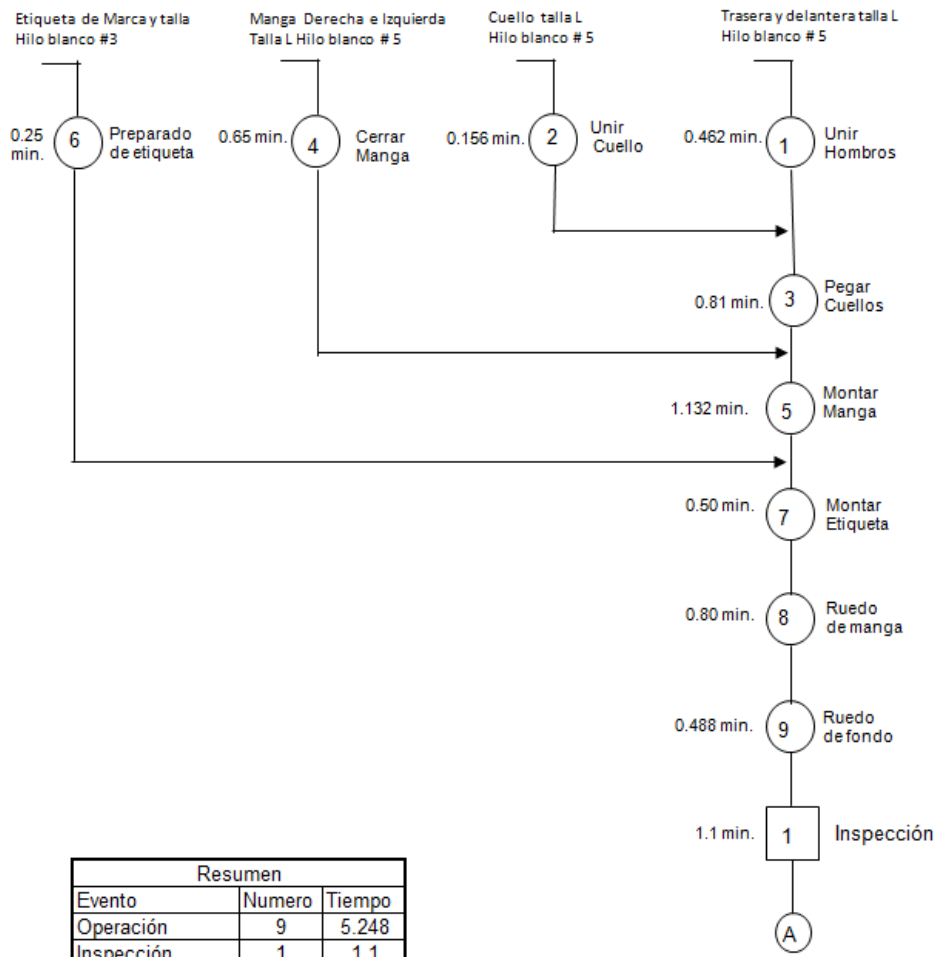 Etiqueta de Marca y talla
Hilo blanco #3
Manga Derecha e Izquierda
Talla L Hilo blanco # 5
Cuello talla L
Hilo blanco # 5
Trasera y delantera talla L
Hilo blanco # 5
0.25
min.
6
Preparado
de etiqueta
0.65 min.
4
Cerrar
Manga
0.156 min.
2
Unir
Cuello
0.462 min.
1
Unir
Hombros
0.81 min.
3
Pegar
Cuellos
1.132 min.
5
Montar
Manga
0.50 min.
7
Montar
Etiqueta
0.80 min.
8
Ruedo
de manga
0.488 min.
9
Ruedo
de fondo
1.1 min.
1
Inspección
A
Resumen
Evento Numero Tiempo
Operación 9 5.248
Inspección 1 1.1